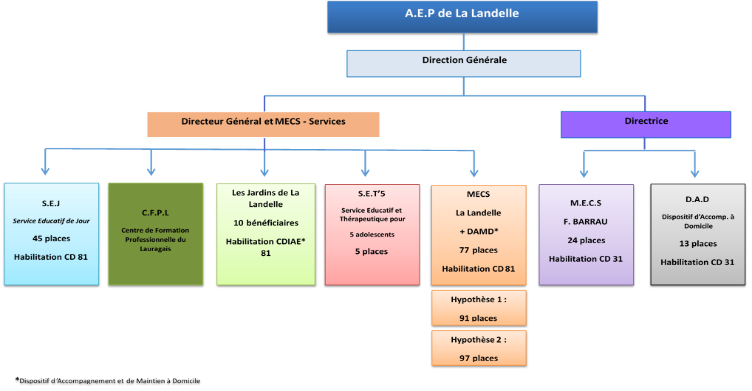 A.E.P de La Landelle
Direction Générale
Directeur Général et MECS - Services
Directrice
S.E.J
Service Educatif de Jour
45 places
Habilitation CD 81
C.F.P.L
Centre de Formation
Professionnelle du
Lauragais
Les Jardins de La
Landelle
10 bénéficiaires
Habilitation CDIAE*
81
S.E.T'5
Service Educatif et
Thérapeutique pour
5 adolescents
5 places
MECS
La Landelle
+ DAMD*
77 places
Habilitation CD 81
M.E.C.S
F. BARRAU
24 places
Habilitation CD 31
D.A.D
Dispositif d'Accomp. à
Domicile
13 places
Habilitation CD 31
Hypothèse 1 :
91 places
Hypothèse 2 :
97 places
*Dispositif d'Accompagnement et de Maintien à Domicile